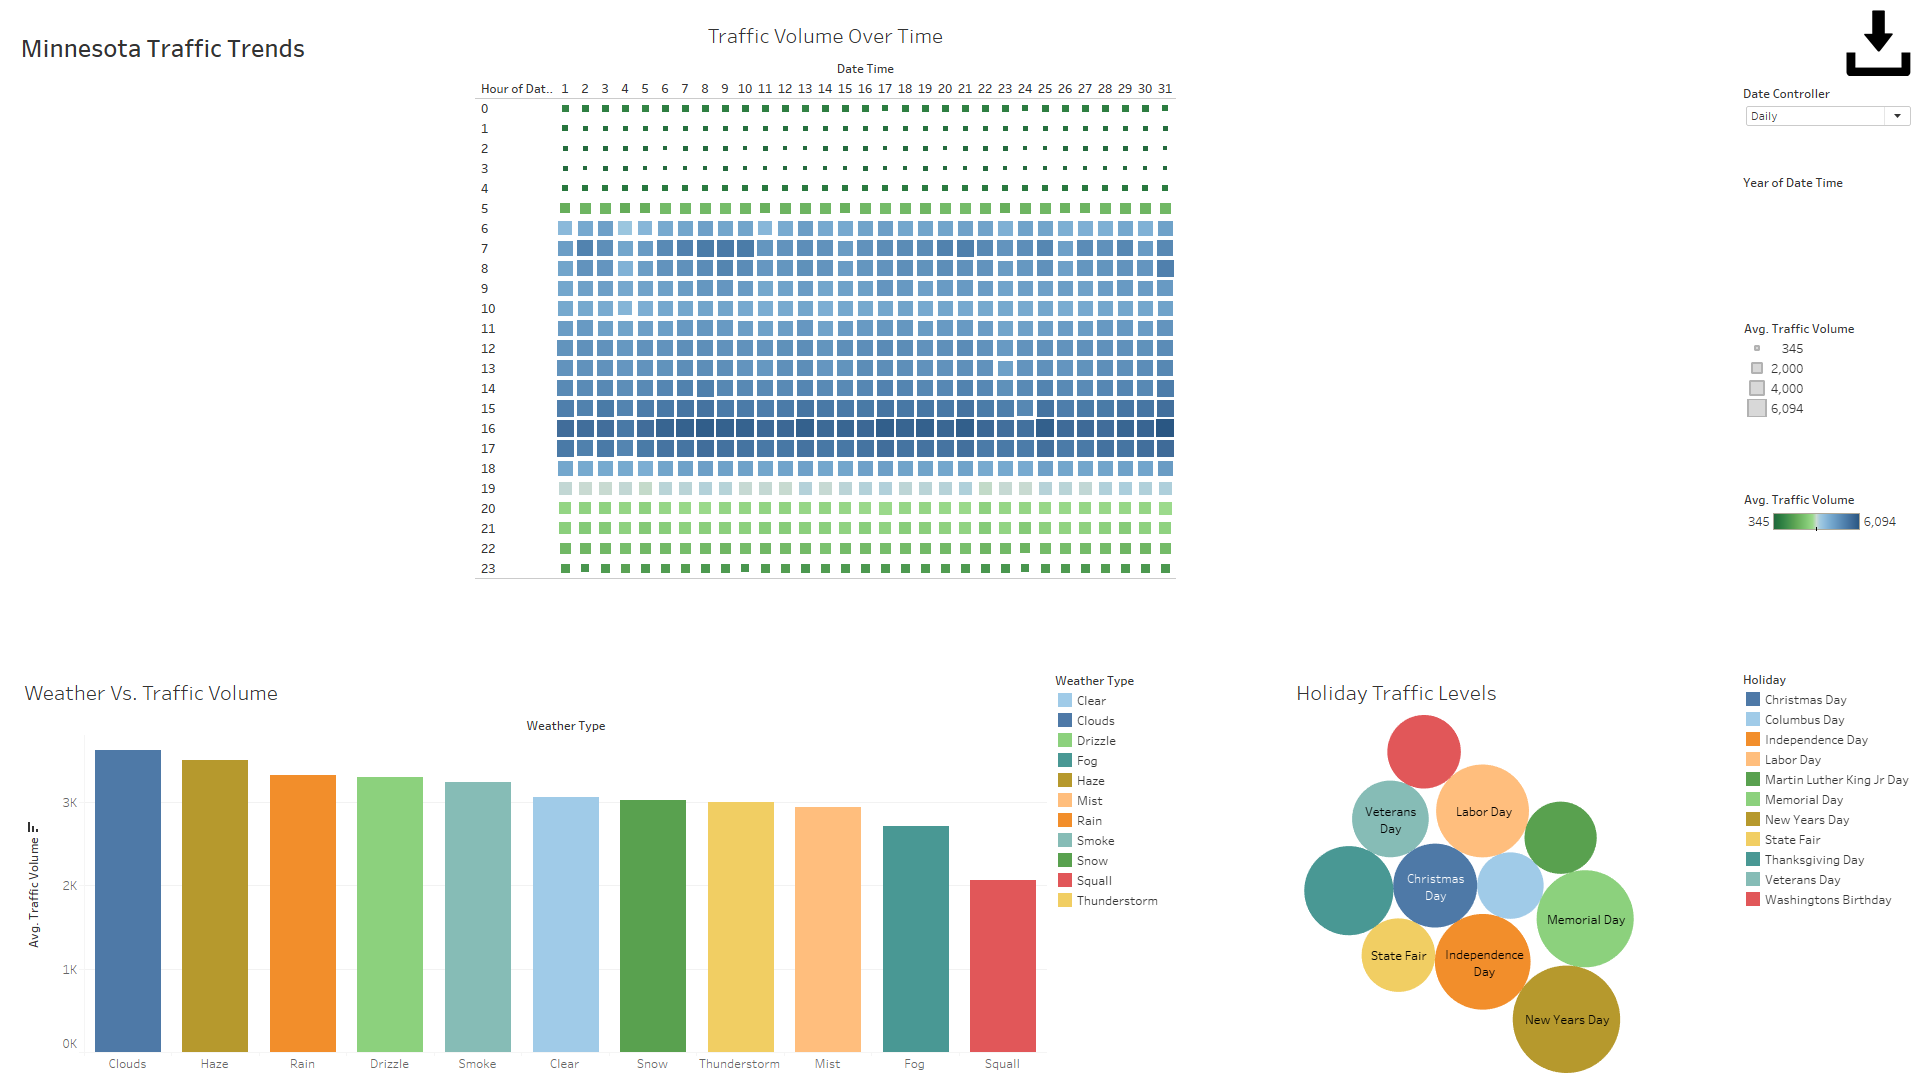 Minnesota Traffic Trends
Traffic Volume Over Time
Date Time
Hour of Dat.. 1 2 3 4 5 6 7 8 9 10 11 12 13 14 15 16 17 18 19 20 21 22 23 24 25 26 27 28 29 30 31
0
1
2
3
4
5
6
7
8
9
10
11
12
13
14
15
16
17
18
19
20
21
22
23
Date Controller
Daily
Year of Date Time
Avg. Traffic Volume
345
2,000
4,000
6,094
Avg. Traffic Volume
345 6,094
Weather Vs. Traffic Volume
Weather Type
Avg. Traffic Volume
3K
2K
1K
0K
Clouds Haze Rain Drizzle Smoke Clear Snow Thunderstorm Mist Fog Squall
Weather Type
Clear
Clouds
Drizzle
Fog
Haze
Mist
Rain
Smoke
Snow
Squall
Thunderstorm
Holiday Traffic Levels
Veterans
Day
Labor Day
Christmas
Day
Memorial Day
State Fair
Independence
Day
New Years Day
Holiday
Christmas Day
Columbus Day
Independence Day
Labor Day
Martin Luther King Jr Day
Memorial Day
New Years Day
State Fair
Thanksgiving Day
Veterans Day
Washingtons Birthday